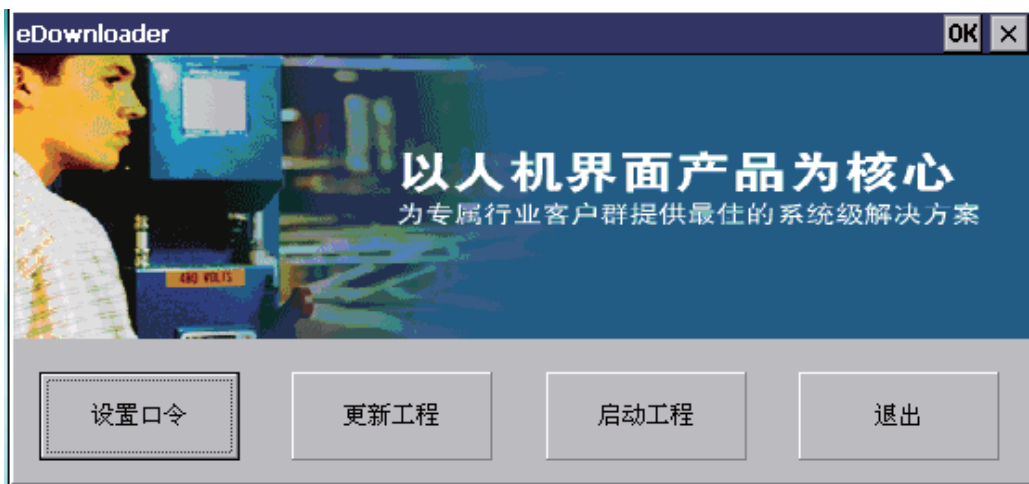 eDownloader
OK ×
以人机界面产品为核心
为专属行业客户群提供最住的系统级解决方案
480 VOLTS
设置口令
更新工程
启动工程
退出